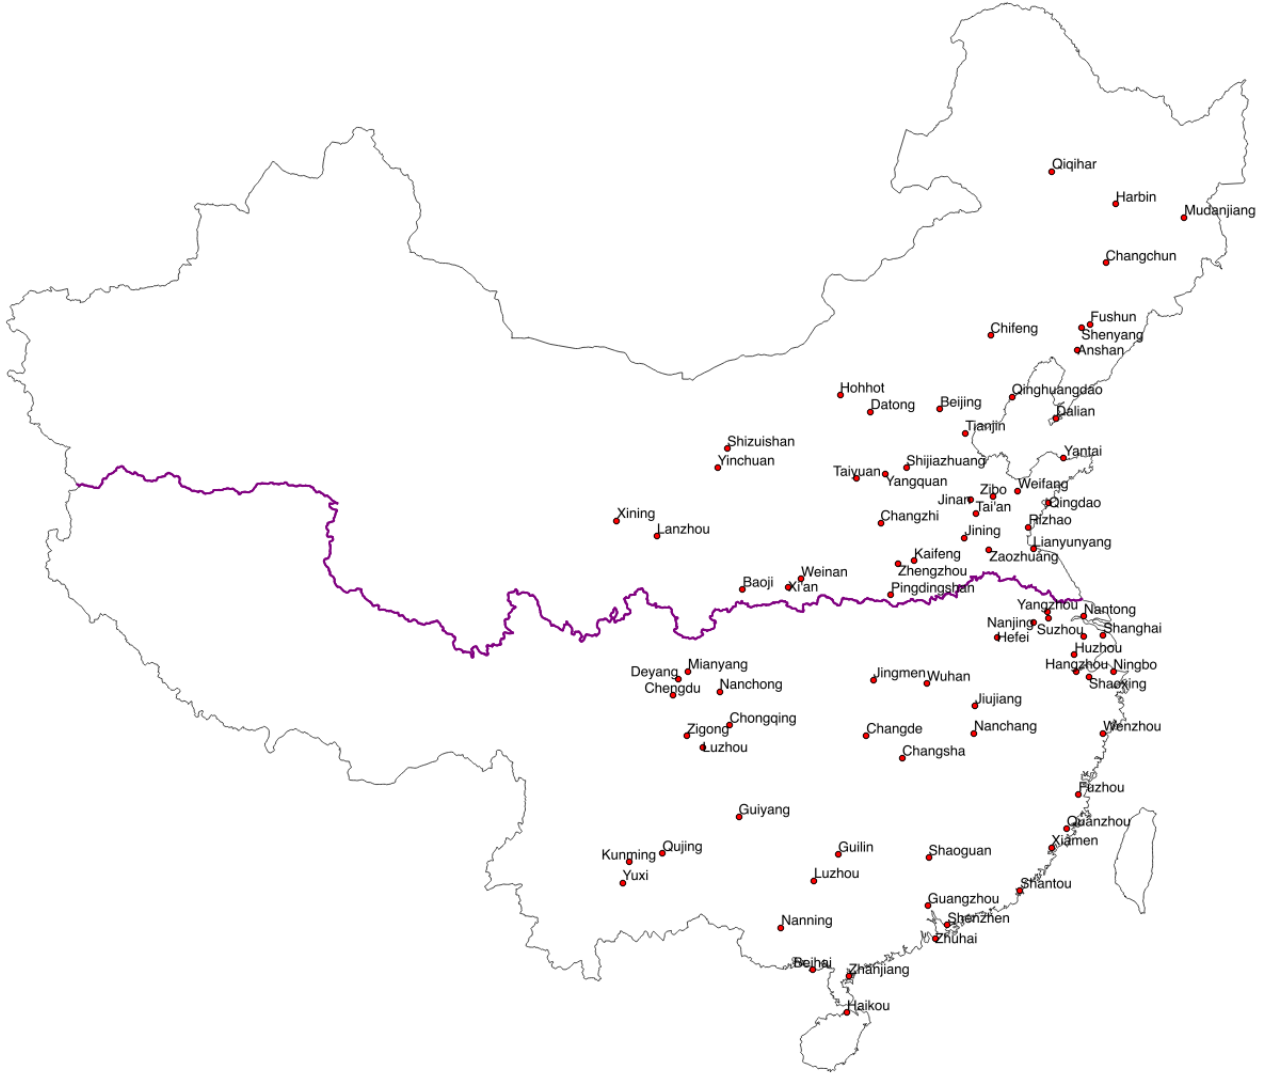 Qiqihar
Harbin
Mudanjiang
Changchun
Fushun
Chifeng
Shenyang
Anshan
Hohhot
Qinghuangdao
Datong
Beijing
Dalian
Tianjin
Shizuishan
Yantai
Yinchuan
Shijiazhuang
Taiyuan
Yangquan
Weifang
Zibo
Jinan
Qingdao
Tai'an
Xining
Changzhi
Rizhao
Lanzhou
Jining
Lianyunyang
Kaifeng
Zaozhuang
Weinan
Zhengzhou
Baoji
Xi'an
Pingdingshan
Yangzhou
Nantong
Nanjing
Suzhou
Shanghai
Hefei
Huzhou
Mianyang
Hangzhou
Ningbo
Deyang
Jingmen
Wuhan
Chengdu
Nanchong
Shaoxing
Jiujiang
Chongqing
Zigong
Changde
Nanchang
Wenzhou
Luzhou
Changsha
Fuzhou
Guiyang
Quanzhou
Xiamen
Kunming
Qujing
Guilin
Shaoguan
Yuxi
Luzhou
Shantou
Guangzhou
Nanning
Shenzhen
Zhuhai
Beihai
Zhanjiang
Haikou